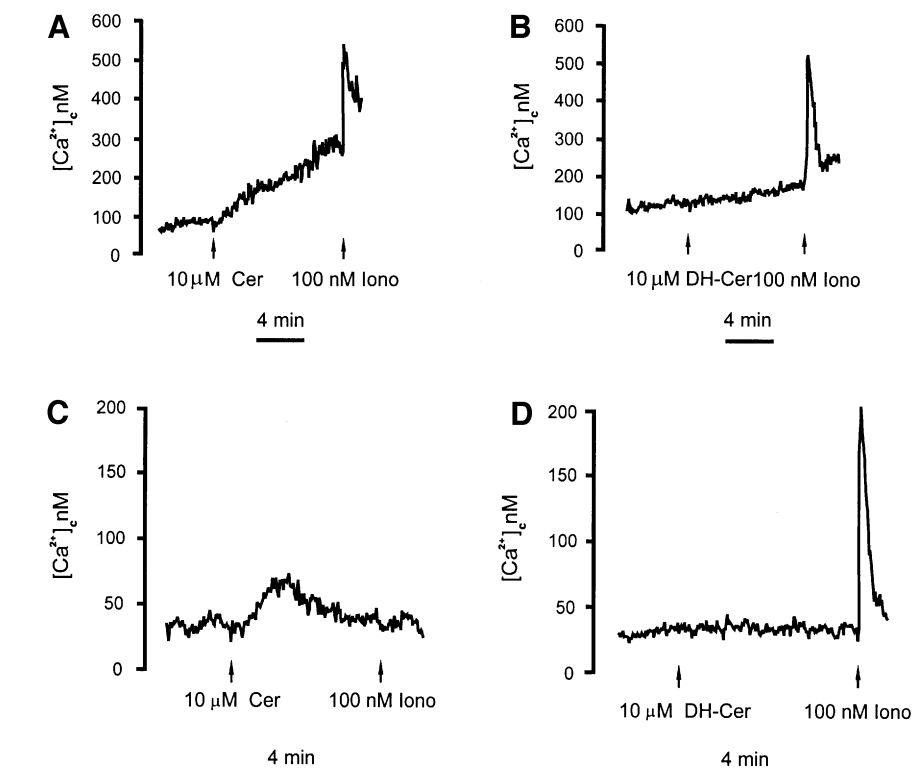 A
600
500
400
300
200
100
0
[Ca²⁺]c nM
10 μM Cer
100 nM Iono
4 min
B
600
500
400
300
200
100
0
[Ca²⁺]c nM
10 μM DH-Cer
100 nM Iono
4 min
C
200
150
100
50
0
[Ca²⁺]c nM
10 μM Cer
100 nM Iono
4 min
D
200
150
100
50
0
[Ca²⁺]c nM
10 μM DH-Cer
100 nM Iono
4 min